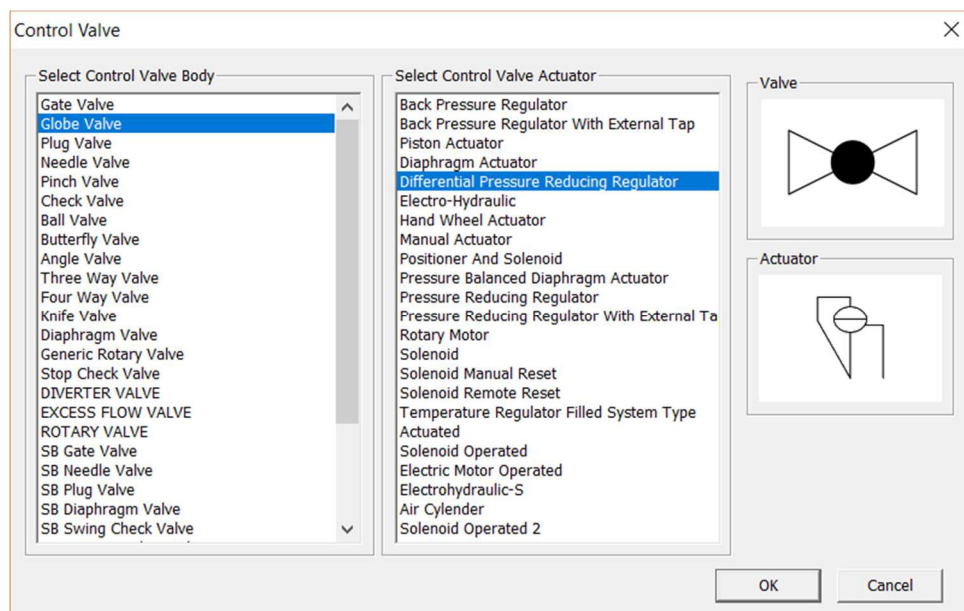 Control Valve
Select Control Valve Body
Gate Valve
Globe Valve
Plug Valve
Needle Valve
Pinch Valve
Check Valve
Ball Valve
Butterfly Valve
Angle Valve
Three Way Valve
Four Way Valve
Knife Valve
Diaphragm Valve
Generic Rotary Valve
Stop Check Valve
DIVERTER VALVE
EXCESS FLOW VALVE
ROTARY VALVE
SB Gate Valve
SB Needle Valve
SB Plug Valve
SB Diaphragm Valve
SB Swing Check Valve
Select Control Valve Actuator
Back Pressure Regulator
Back Pressure Regulator With External Tap
Piston Actuator
Diaphragm Actuator
Differential Pressure Reducing Regulator
Electro-Hydraulic
Hand Wheel Actuator
Manual Actuator
Positioner And Solenoid
Pressure Balanced Diaphragm Actuator
Pressure Reducing Regulator
Pressure Reducing Regulator With External Ta
Rotary Motor
Solenoid
Solenoid Manual Reset
Solenoid Remote Reset
Temperature Regulator Filled System Type
Actuated
Solenoid Operated
Electric Motor Operated
Electrohydraulic-S
Air Cylender
Solenoid Operated 2
Valve
Actuator
OK
Cancel